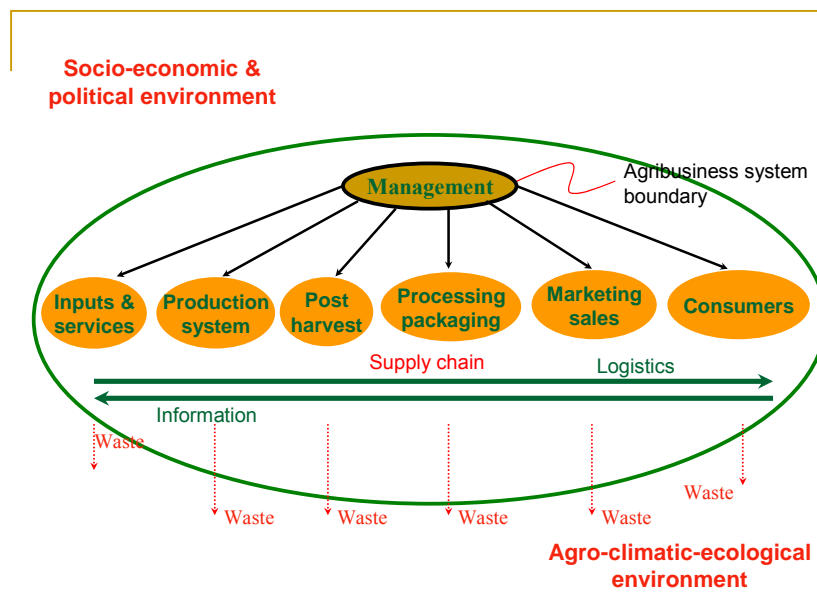 Socio-economic &
political environment
Management
Agribusiness system
boundary
Inputs &
services
Production
system
Post
harvest
Processing
packaging
Marketing
sales
Consumers
Supply chain
Logistics
Information
Waste
Waste
Waste
Waste
Waste
Waste
Agro-climatic-ecological
environment